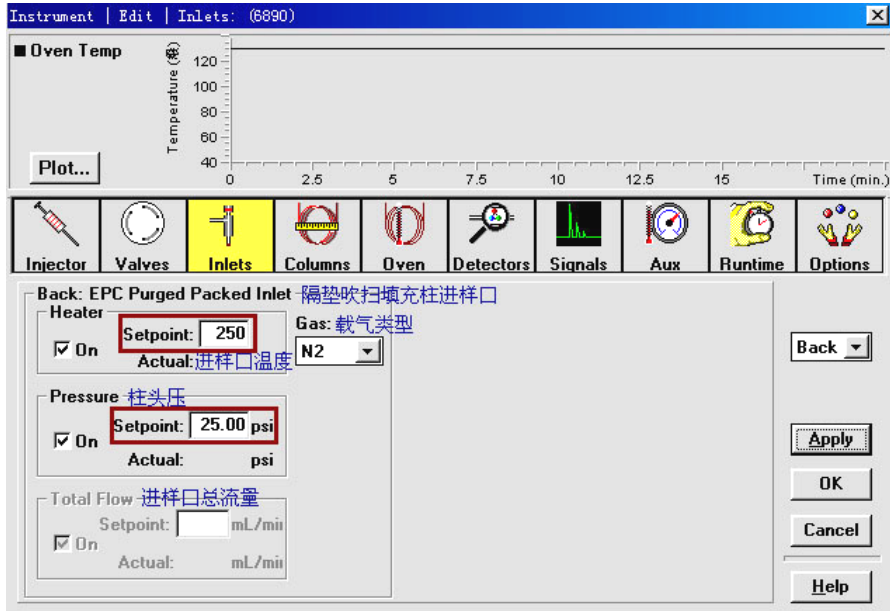 Instrument | Edit | Inlets: (6890)
Oven Temp
Temperature
120
100
80
60
40
Plot...
0 2.5 5 7.5 10 12.5 15 Time (min.)
Injector Valves Inlets Columns Oven Detectors Signals Aux Runtime Options
Back: EPC Purged Packed Inlet 隔垫吹扫填充柱进样口
Heater
Gas: 载气类型
On Setpoint: 250
N2
Back
Actual: 进样口温度
Pressure 柱头压
Setpoint: 25.00 psi
On
Actual: psi
Apply
OK
Total Flow 进样口总流量
Setpoint: mL/min
On
Actual: mL/min
Cancel
Help